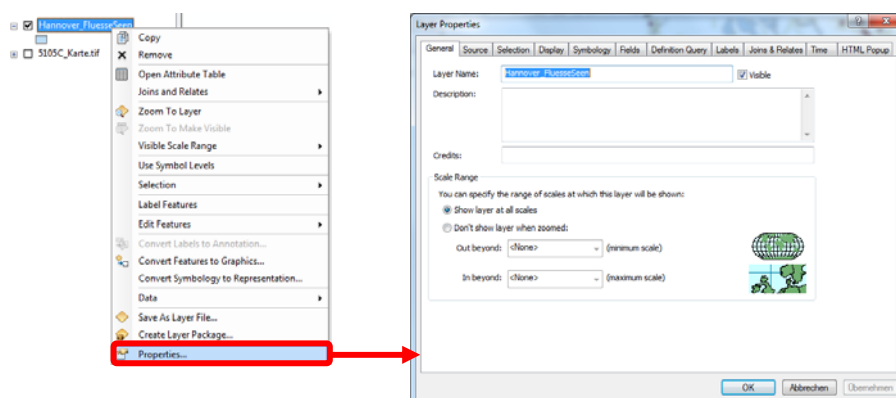 Hannover_FluesseSeen
5105C_Karte.tif
Copy
Remove
Open Attribute Table
Joins and Relates
Zoom To Layer
Zoom To Make Visible
Visible Scale Range
Use Symbol Levels
Selection
Label Features
Edit Features
Convert Labels to Annotation...
Convert Features to Graphics...
Convert Symbology to Representation...
Data
Save As Layer File...
Create Layer Package...
Properties...
Layer Properties
General Source Selection Display Symbology Fields Definition Query Labels Joins & Relates Time HTML Popup
Layer Name: Hannover_FluesseSeen Visible
Description:
Credits:
Scale Range
You can specify the range of scales at which this layer will be shown:
Show layer at all scales
Don't show layer when zoomed:
Out beyond: <None> (minimum scale)
In beyond: <None> (maximum scale)
OK Abbrechen Übernehmen